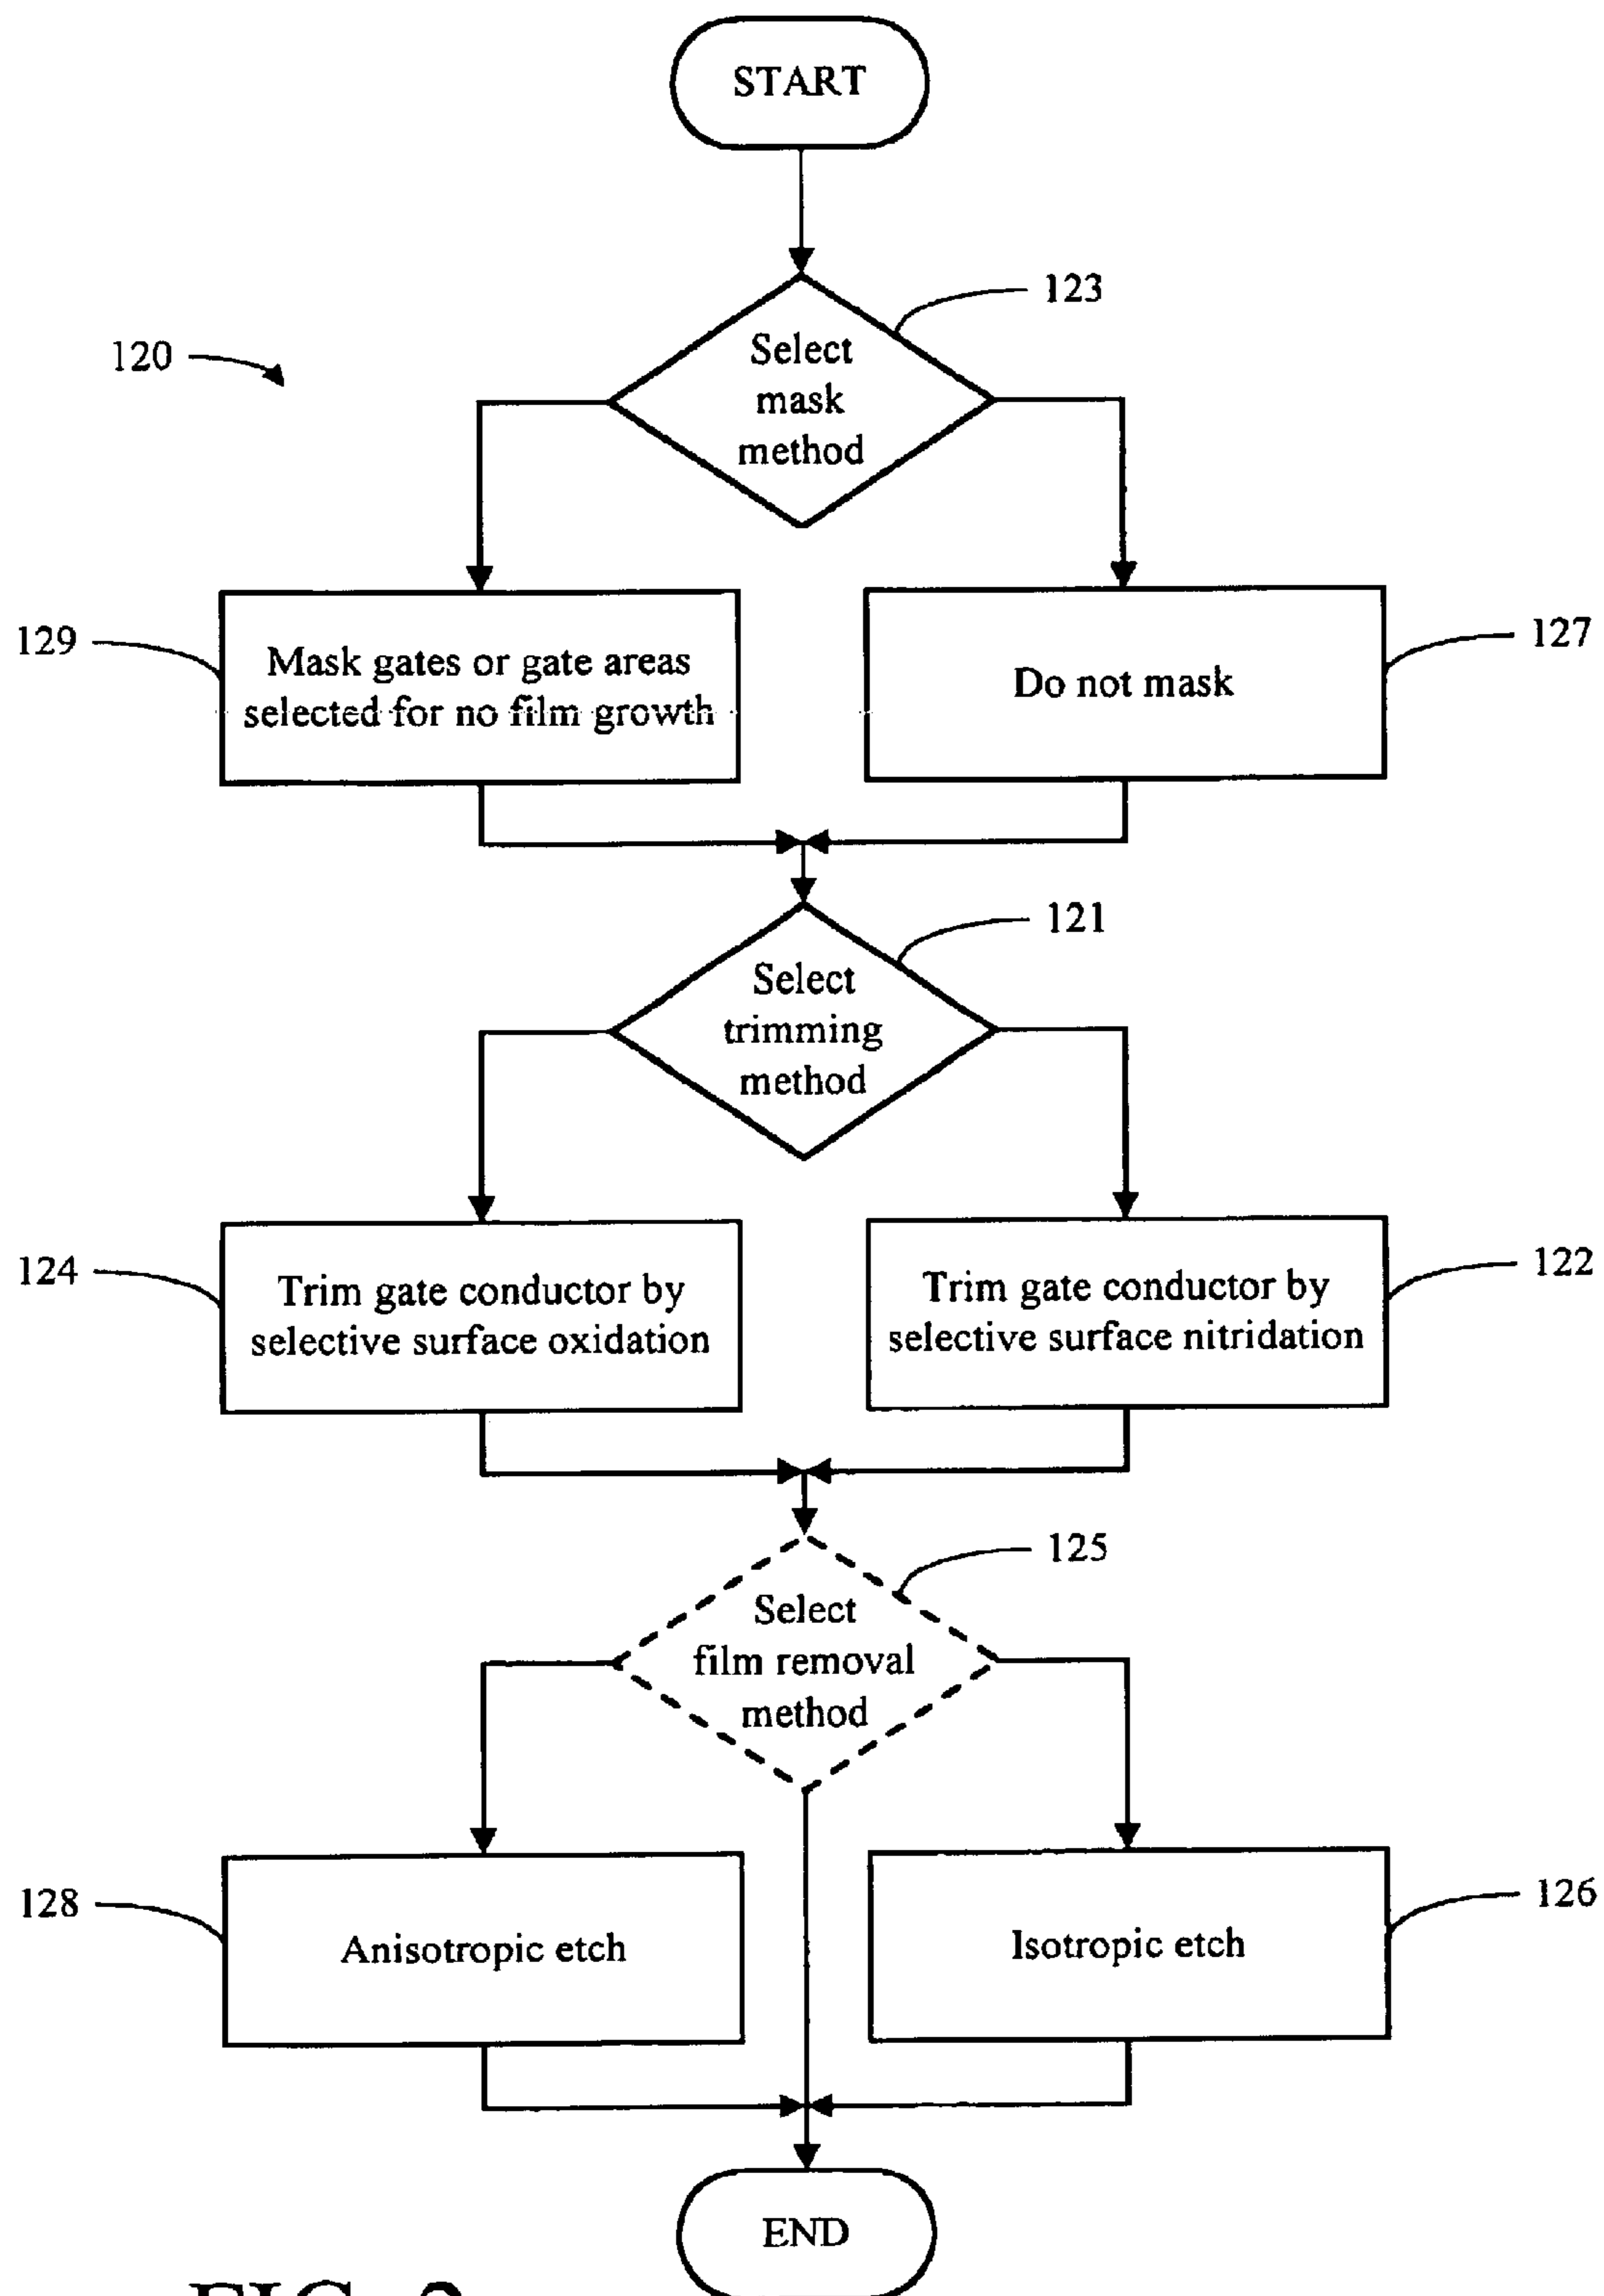 START
123
120
Select
mask
method
129
Mask gates or gate areas
selected for no film growth
127
Do not mask
121
Select
trimming
method
124
Trim gate conductor by
selective surface oxidation
122
Trim gate conductor by
selective surface nitridation
125
Select
film removal
method
128
Anisotropic etch
126
Isotropic etch
END